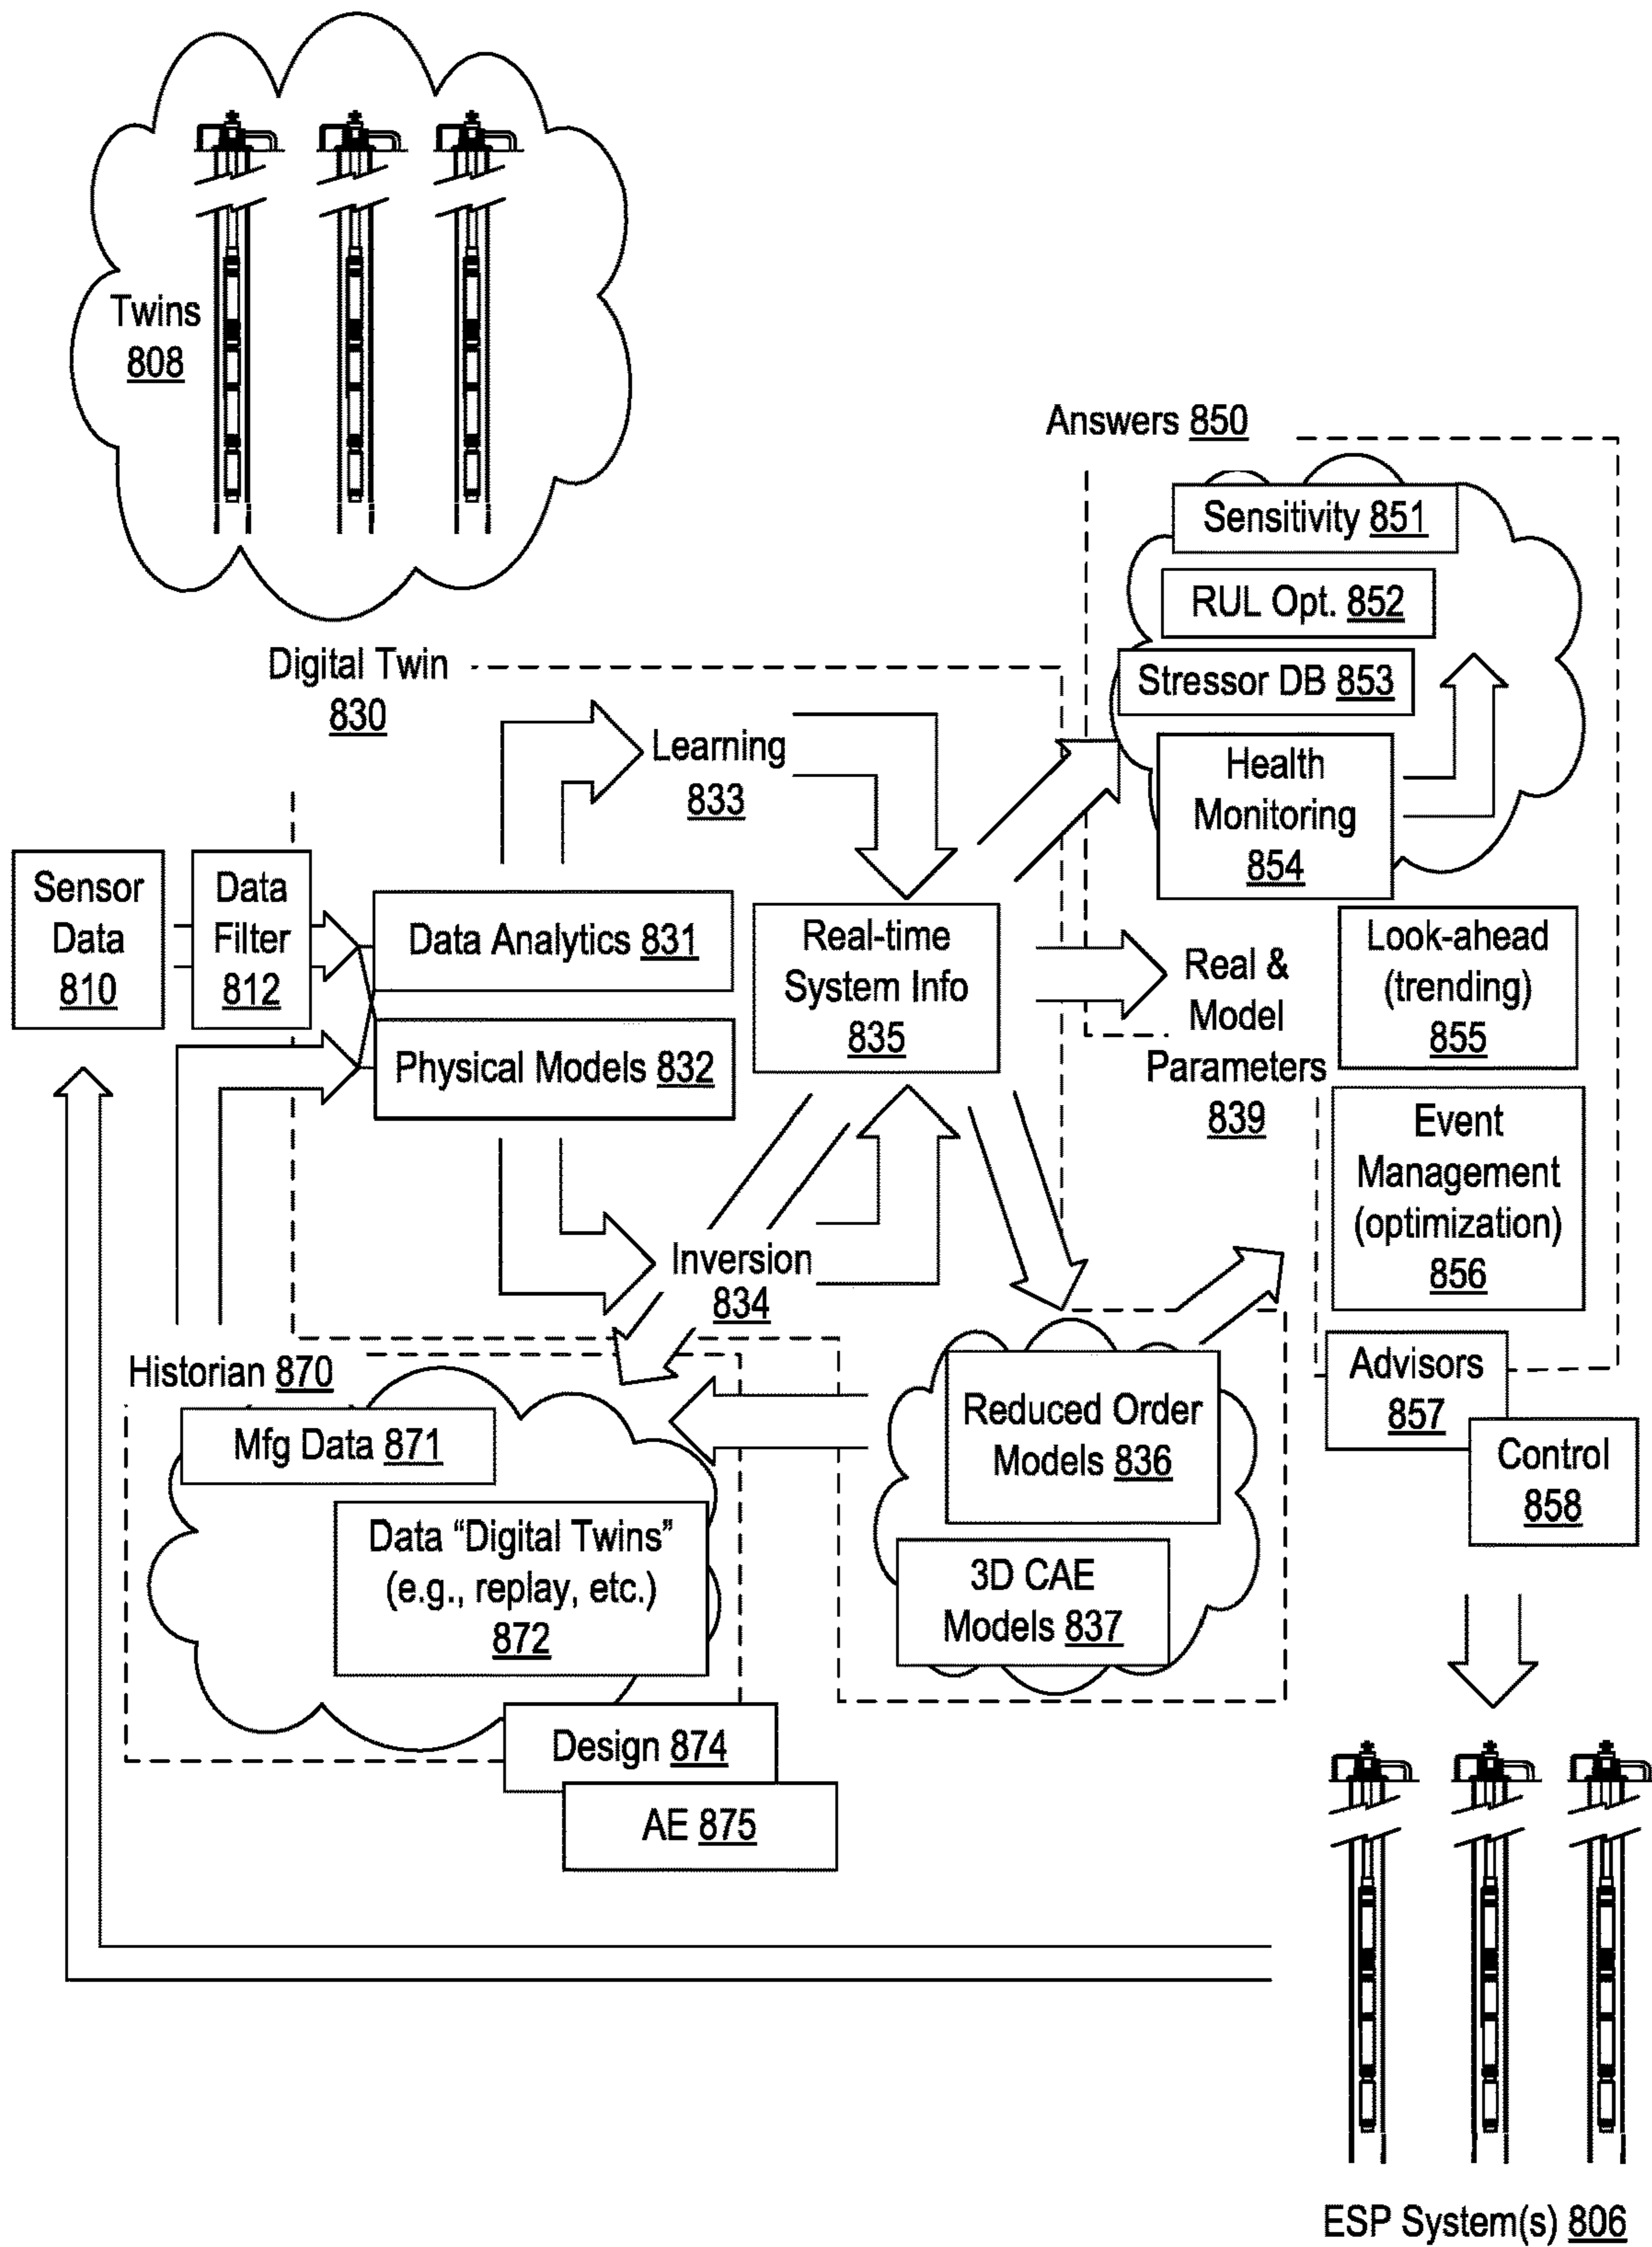 Twins
808
Answers 850
Sensitivity 851
RUL Opt. 852
Stressor DB 853
Health
Monitoring
854
Digital Twin
830
Learning
833
Sensor
Data
810
Data
Filter
812
Data Analytics 831
Physical Models 832
Real-time
System Info
835
Real &
Model
Parameters
839
Look-ahead
(trending)
855
Event
Management
(optimization)
856
Inversion
834
Advisors
857
Control
858
Historian 870
Mfg Data 871
Data “Digital Twins”
(e.g., replay, etc.)
872
Reduced Order
Models 836
3D CAE
Models 837
Design 874
AE 875
ESP System(s) 806